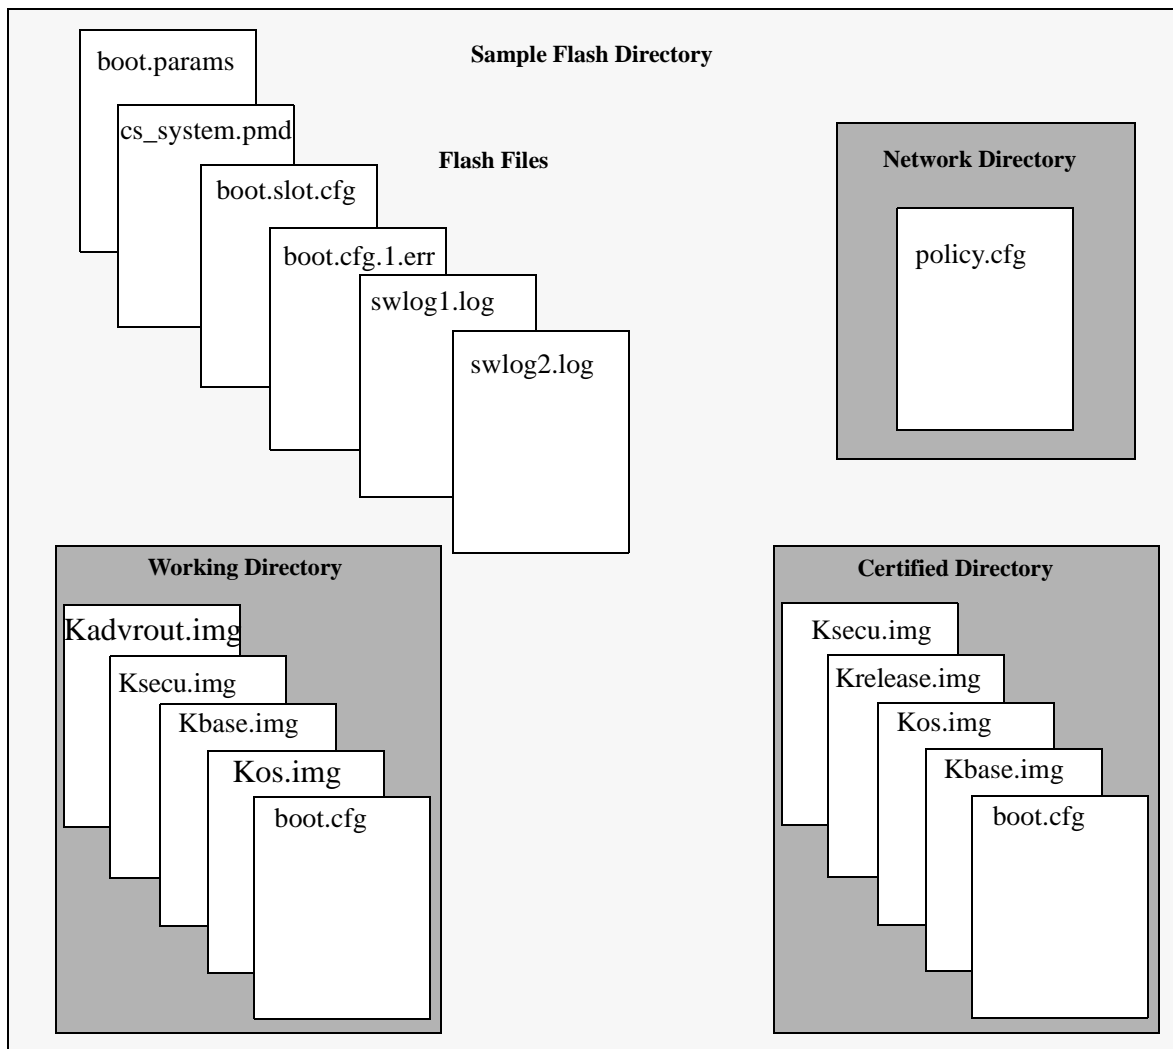 Sample Flash Directory
boot.params
cs_system.pmd
Flash Files
boot.slot.cfg
boot.cfg.1.err
swlog1.log
swlog2.log
Network Directory
policy.cfg
Working Directory
Kadvrout.img
Ksecu.img
Kbase.img
Kos.img
boot.cfg
Certified Directory
Ksecu.img
Krelease.img
Kos.img
Kbase.img
boot.cfg